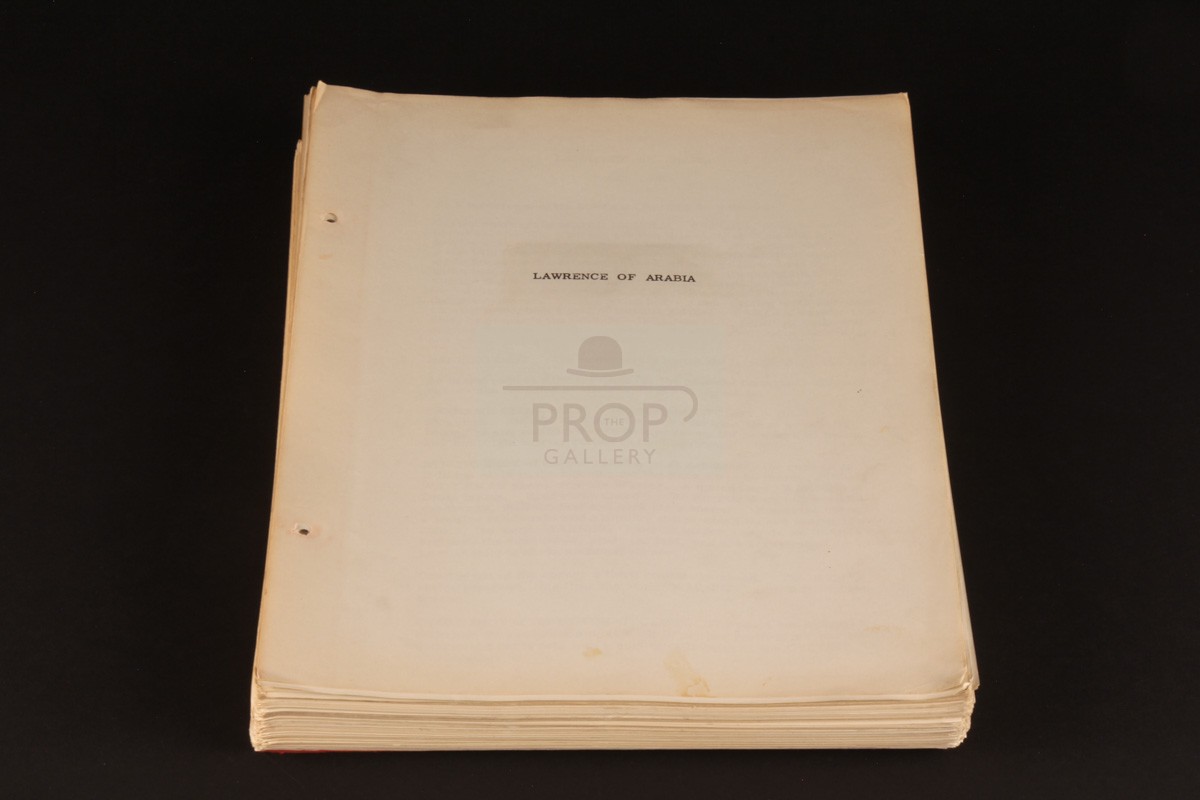 LAWRENCE OF ARABIA
THE
PROP
GALLERY